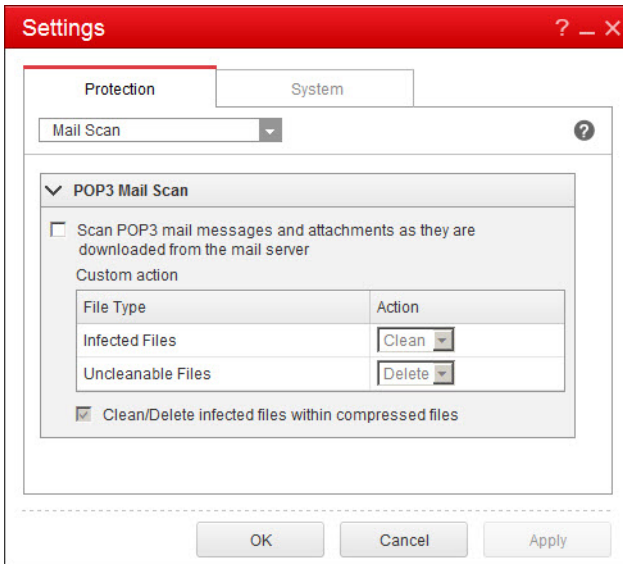 Settings
? _ X
Protection System
Mail Scan
?
POP3 Mail Scan
Scan POP3 mail messages and attachments as they are
downloaded from the mail server
Custom action
File Type Action
Infected Files Clean
Uncleanable Files Delete
Clean/Delete infected files within compressed files
OK Cancel Apply